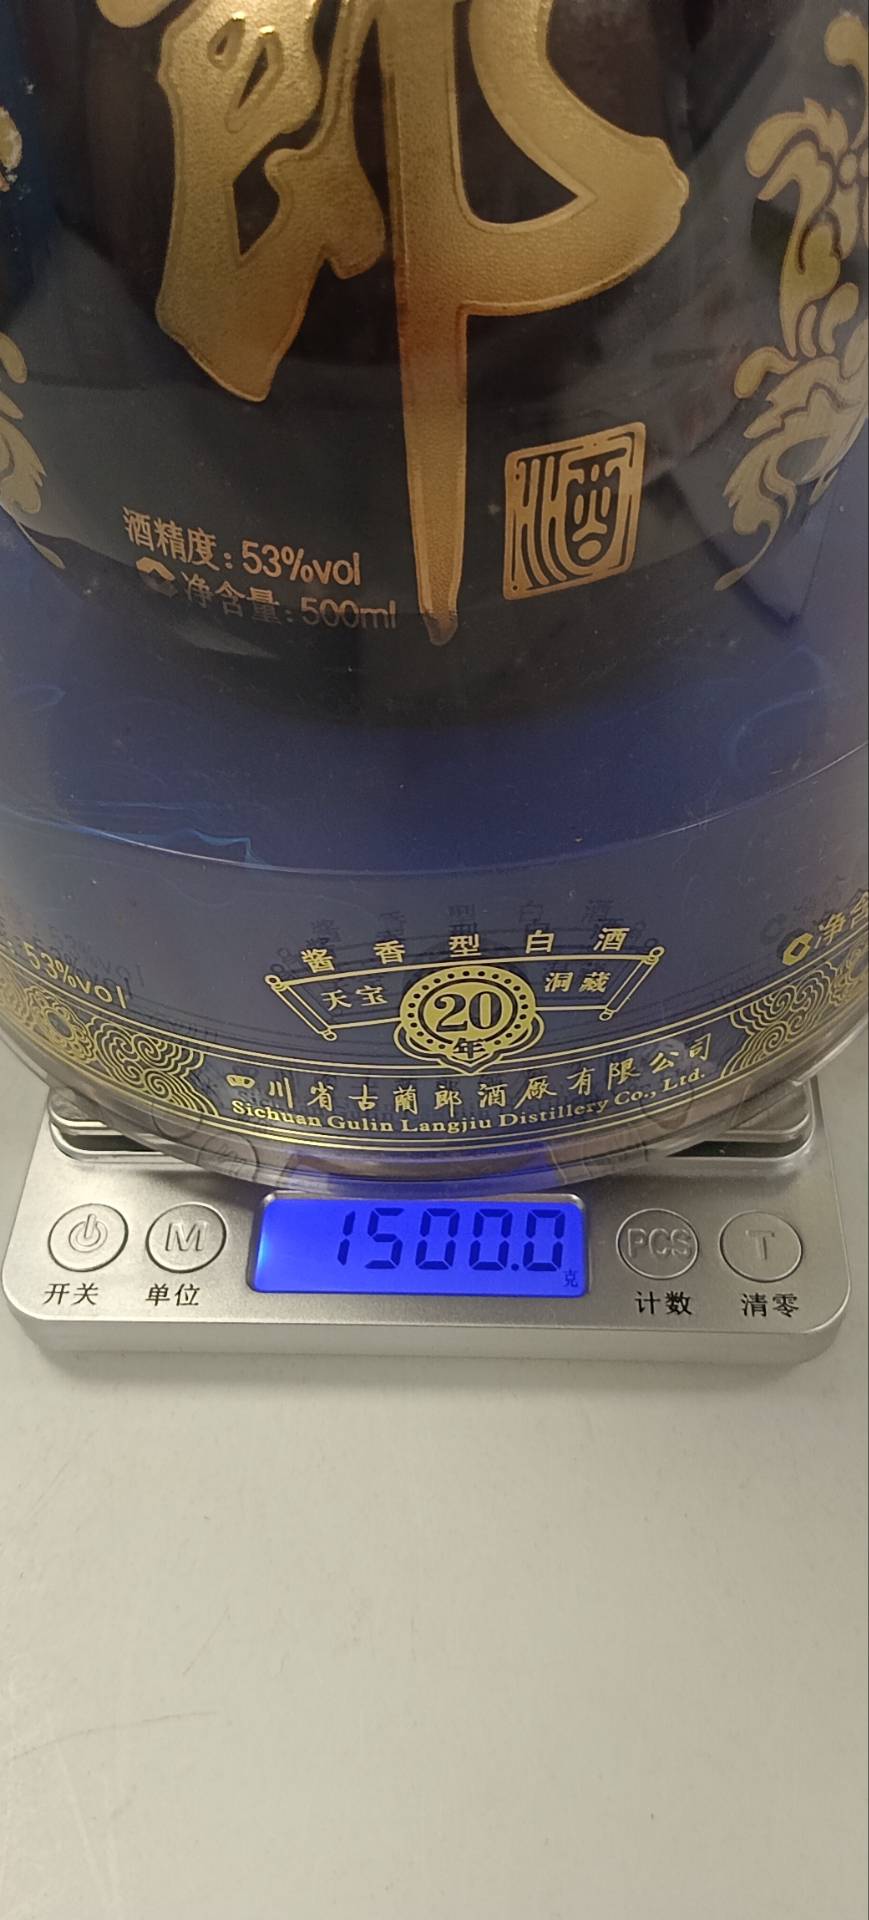 郎
酒
酒精度：53%vol
净含量：500ml
酱香型白酒
53%vol
净含
天宝
20
年
洞藏
四川省古蔺郎酒廠有限公司
Sichuan Gulin Langjiu Distillery Co., Ltd.
1500.0
克
M
PCS
T
开关
单位
计数
清零